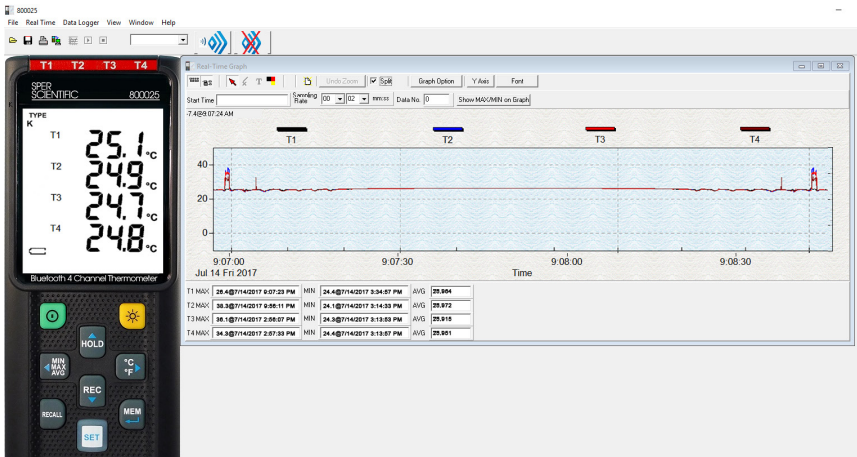 800025
File Real Time Data Logger View Window Help
T1 T2 T3 T4
SPER
SCIENTIFIC 800025
TYPE
K
T1 25.1 °C
T2 24.9 °C
T3 24.7 °C
T4 24.8 °C
Bluetooth 4 Channel Thermometer
HOLD
MIN
MAX
AVG
°C
°F
REC
RECALL
MEM
SET
Real-Time Graph
T Undo Zoom Split Graph Option Y Axis Font
Start Time Sampling Rate 00 02 mm:ss Data No. 0 Show MAX/MIN on Graph
-7.4@9:07:24 AM
T1 T2 T3 T4
40
20
0
9:07:00 9:07:30 9:08:00 9:08:30
Jul 14 Fri 2017 Time
T1 MAX 26.4@7/14/2017 9:07:23 PM MIN 24.4@7/14/2017 3:34:57 PM AVG 25.964
T2 MAX 38.3@7/14/2017 9:56:11 PM MIN 24.1@7/14/2017 3:14:33 PM AVG 25.972
T3 MAX 36.1@7/14/2017 2:56:07 PM MIN 24.3@7/14/2017 3:13:53 PM AVG 25.915
T4 MAX 34.3@7/14/2017 2:57:33 PM MIN 24.4@7/14/2017 3:13:57 PM AVG 25.951